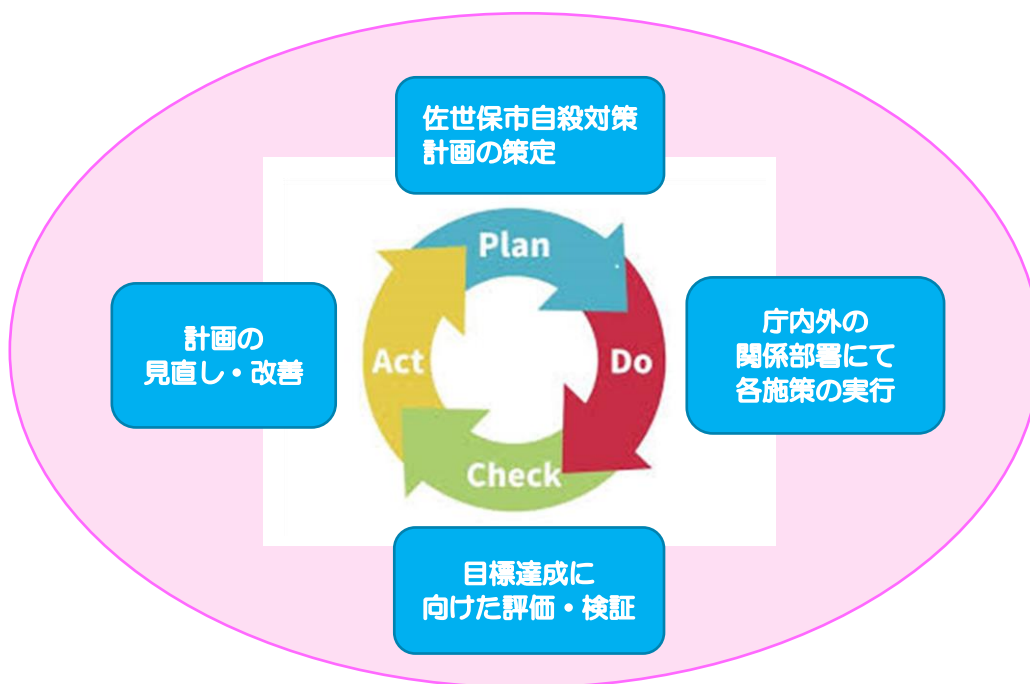 佐世保市自殺対策
計画の策定
Plan
計画の
見直し・改善
Act
Do
庁内外の
関係部署にて
各施策の実行
Check
目標達成に
向けた評価・検証